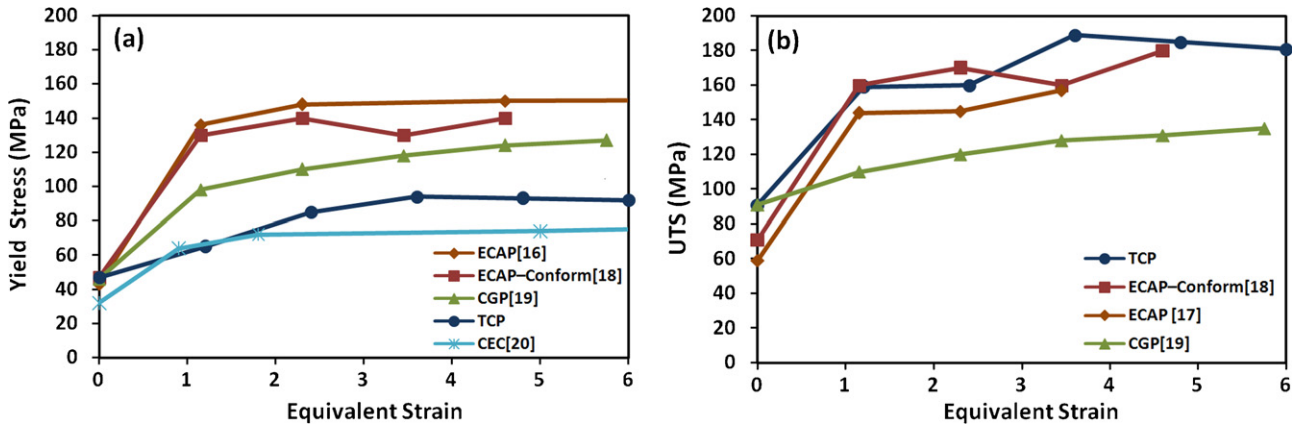 (a)
Yield Stress (MPa)
200
180
160
140
120
100
80
60
40
20
0
0 1 2 3 4 5 6
Equivalent Strain
ECAP[16]
ECAP–Conform[18]
CGP[19]
TCP
CEC[20]
(b)
UTS (MPa)
200
180
160
140
120
100
80
60
40
20
0
0 1 2 3 4 5 6
Equivalent Strain
TCP
ECAP–Conform[18]
ECAP [17]
CGP[19]